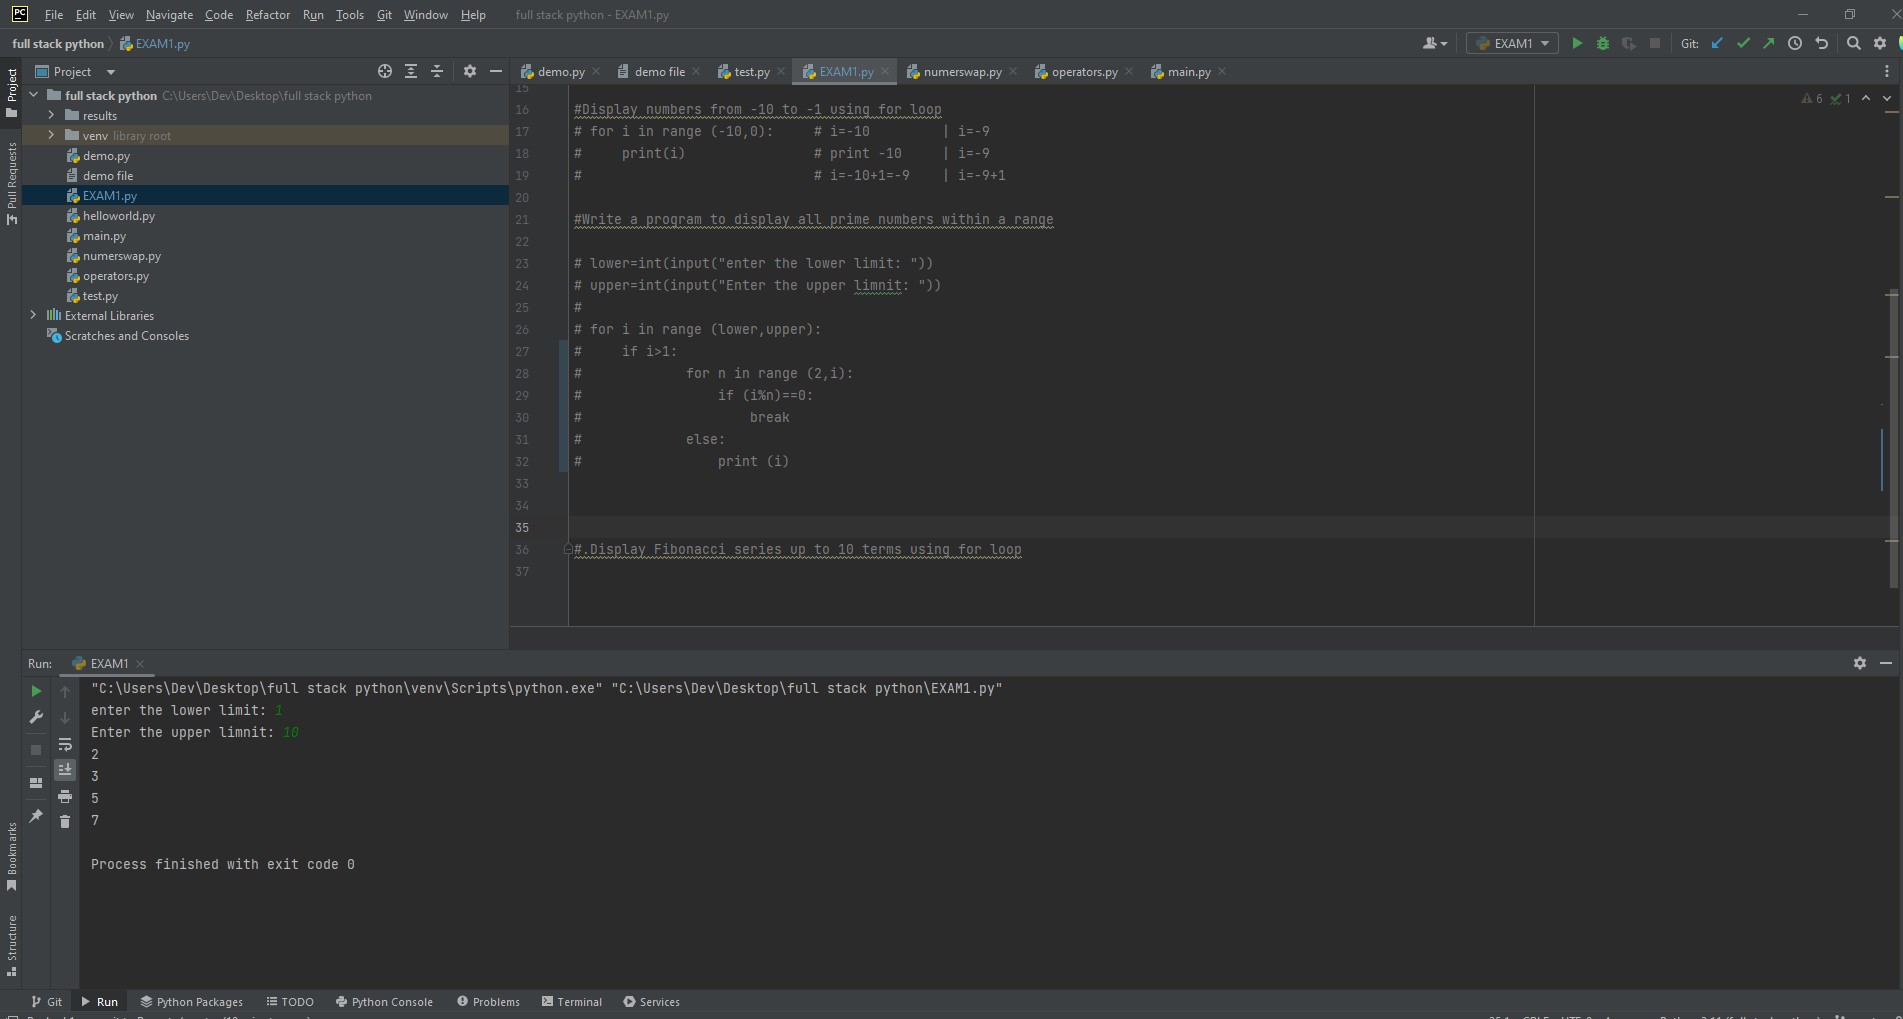 PC File Edit View Navigate Code Refactor Run Tools Git Window Help full stack python - EXAM1.py
full stack python EXAM1.py EXAM1 Git:
Project
demo.py demo file test.py EXAM1.py numerswap.py operators.py main.py
full stack python C:\Users\Dev\Desktop\full stack python
results
venv library root
demo.py
demo file
EXAM1.py
helloworld.py
main.py
numerswap.py
operators.py
test.py
External Libraries
Scratches and Consoles
Project
Pull Requests
Bookmarks
Structure
6 1
15
16 #Display numbers from -10 to -1 using for loop
17 # for i in range (-10,0): # i=-10 | i=-9
18 # print(i) # print -10 | i=-9
19 # # i=-10+1=-9 | i=-9+1
20
21 #Write a program to display all prime numbers within a range
22
23 # lower=int(input("enter the lower limit: "))
24 # upper=int(input("Enter the upper limnit: "))
25 #
26 # for i in range (lower,upper):
27 # if i>1:
28 # for n in range (2,i):
29 # if (i%n)==0:
30 # break
31 # else:
32 # print (i)
33
34
35
36 #.Display Fibonacci series up to 10 terms using for loop
37
Run: EXAM1
"C:\Users\Dev\Desktop\full stack python\venv\Scripts\python.exe" "C:\Users\Dev\Desktop\full stack python\EXAM1.py"
enter the lower limit: 1
Enter the upper limnit: 10
2
3
5
7
Process finished with exit code 0
Git Run Python Packages TODO Python Console Problems Terminal Services